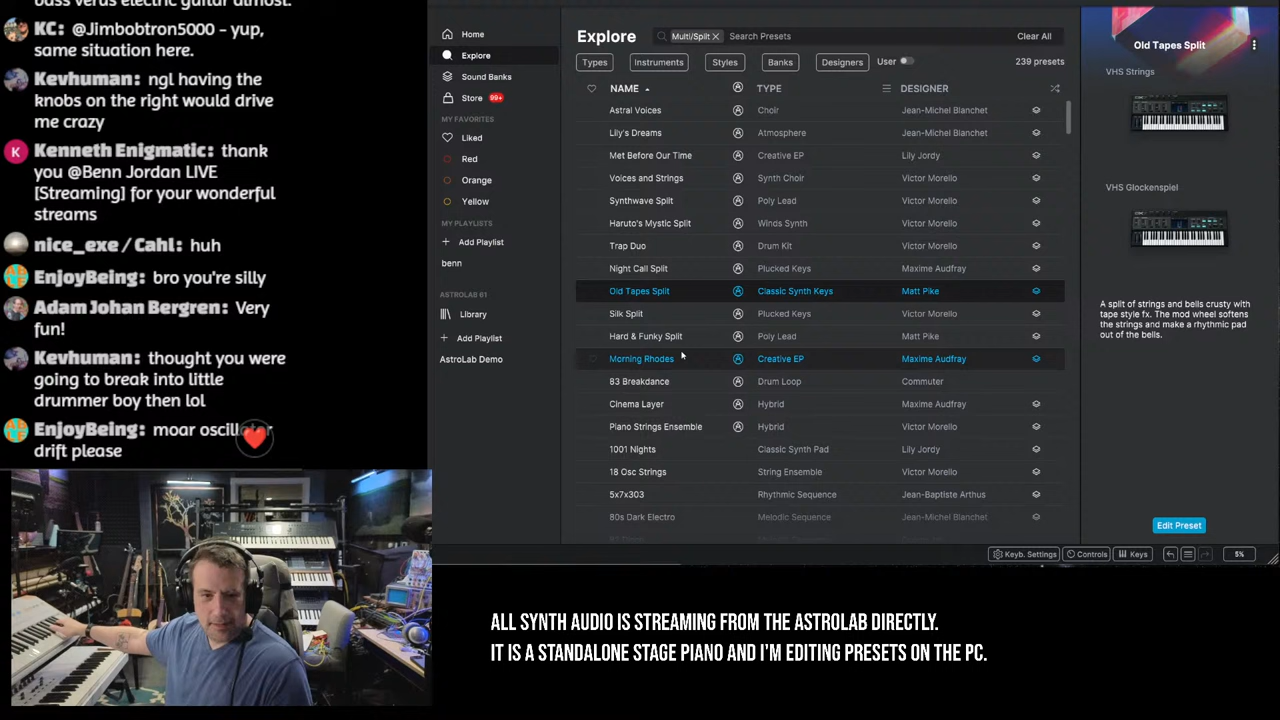 bass verus electric guitar almost.
KC: @Jimbobtron5000 - yup,
same situation here.
Kevhuman: ngl having the
knobs on the right would drive
me crazy
K
Kenneth Enigmatic: thank
you @Benn Jordan LIVE
[Streaming] for your wonderful
streams
nice_exe / Cahl: huh
EnjoyBeing: bro you're silly
Adam Johan Bergren: Very
fun!
Kevhuman: thought you were
going to break into little
drummer boy then lol
EnjoyBeing: moar oscillator
drift please
Home
Explore
Sound Banks
Store 99+
MY FAVORITES
Liked
Red
Orange
Yellow
MY PLAYLISTS
Add Playlist
benn
ASTROLAB 61
Library
Add Playlist
AstroLab Demo
Explore
Multi/Split
Search Presets
Clear All
Types
Instruments
Styles
Banks
Designers
User
239 presets
NAME TYPE DESIGNER
Astral Voices Choir Jean-Michel Blanchet
Lily's Dreams Atmosphere Jean-Michel Blanchet
Met Before Our Time Creative EP Lily Jordy
Voices and Strings Synth Choir Victor Morello
Synthwave Split Poly Lead Victor Morello
Haruto's Mystic Split Winds Synth Victor Morello
Trap Duo Drum Kit Victor Morello
Night Call Split Plucked Keys Maxime Audfray
Old Tapes Split Classic Synth Keys Matt Pike
Silk Split Plucked Keys Victor Morello
Hard & Funky Split Poly Lead Matt Pike
Morning Rhodes Creative EP Maxime Audfray
83 Breakdance Drum Loop Commuter
Cinema Layer Hybrid Maxime Audfray
Piano Strings Ensemble Hybrid Victor Morello
1001 Nights Classic Synth Pad Lily Jordy
18 Osc Strings String Ensemble Victor Morello
5x7x303 Rhythmic Sequence Jean-Baptiste Arthus
80s Dark Electro Melodic Sequence Jean-Michel Blanchet
Old Tapes Split
VHS Strings
VHS Glockenspiel
A split of strings and bells crusty with
tape style fx. The mod wheel softens
the strings and make a rhythmic pad
out of the bells.
Edit Preset
Keyb. Settings
Controls
Keys
5%
ALL SYNTH AUDIO IS STREAMING FROM THE ASTROLAB DIRECTLY.
IT IS A STANDALONE STAGE PIANO AND I'M EDITING PRESETS ON THE PC.